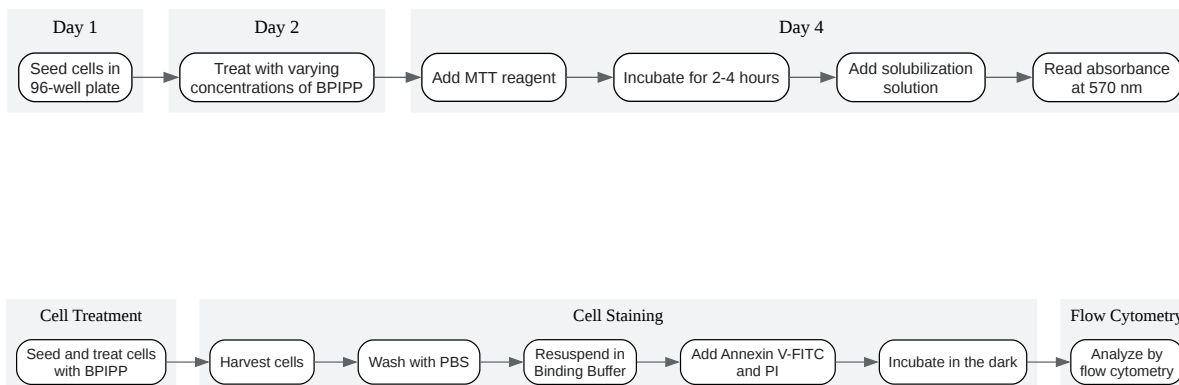 Day 1
Day 2
Day 4
Seed cells in
96-well plate
Treat with varying
concentrations of BPIPP
Add MTT reagent
Incubate for 2-4 hours
Add solubilization
solution
Read absorbance
at 570 nm
Cell Treatment
Cell Staining
Flow Cytometry
Seed and treat cells
with BPIPP
Harvest cells
Wash with PBS
Resuspend in
Binding Buffer
Add Annexin V-FITC
and PI
Incubate in the dark
Analyze by
flow cytometry